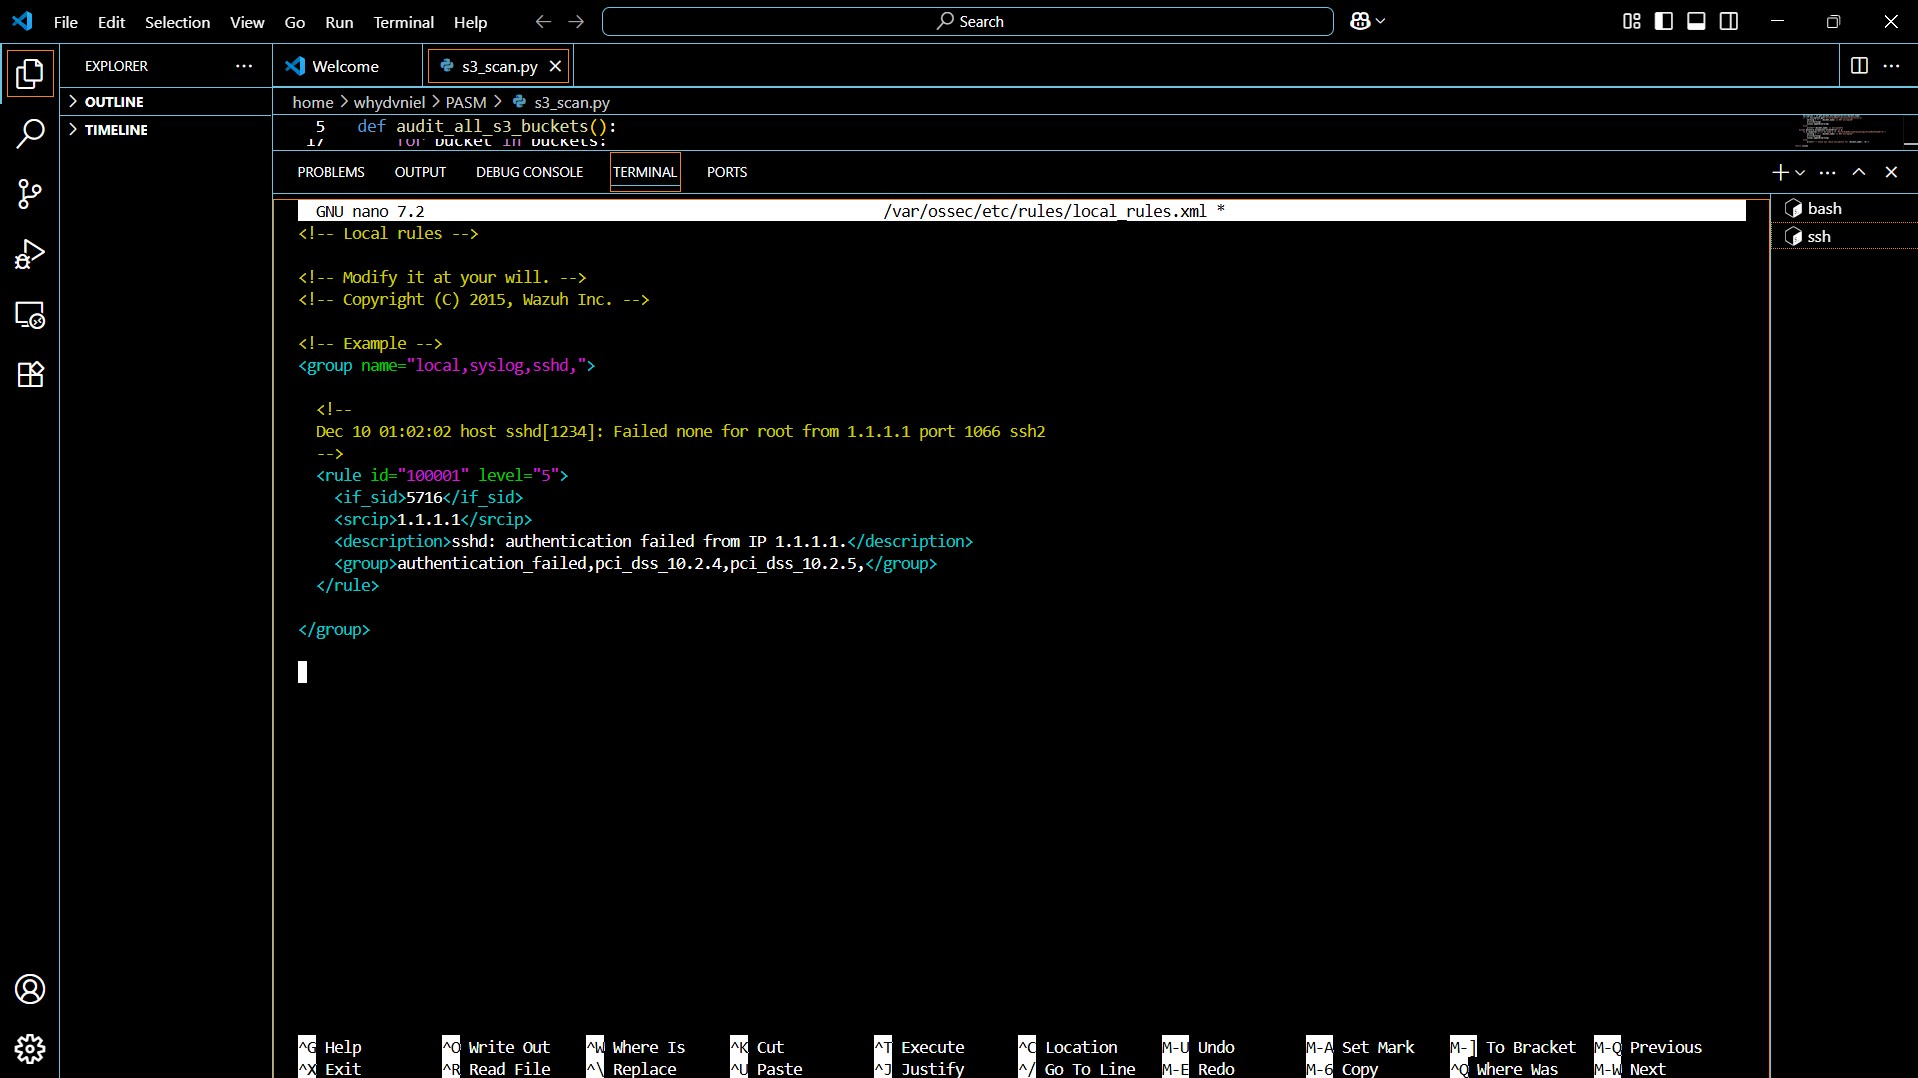 File Edit Selection View Go Run Terminal Help Search
EXPLORER
OUTLINE
TIMELINE
Welcome s3_scan.py
home > whydvniel > PASM > s3_scan.py
5 def audit_all_s3_buckets():
17 for bucket in buckets:
PROBLEMS OUTPUT DEBUG CONSOLE TERMINAL PORTS
bash
ssh
GNU nano 7.2 /var/ossec/etc/rules/local_rules.xml *
<!-- Local rules -->
<!-- Modify it at your will. -->
<!-- Copyright (C) 2015, Wazuh Inc. -->
<!-- Example -->
<group name="local,syslog,sshd,">
<!--
Dec 10 01:02:02 host sshd[1234]: Failed none for root from 1.1.1.1 port 1066 ssh2
-->
<rule id="100001" level="5">
<if_sid>5716</if_sid>
<srcip>1.1.1.1</srcip>
<description>sshd: authentication failed from IP 1.1.1.1.</description>
<group>authentication_failed,pci_dss_10.2.4,pci_dss_10.2.5,</group>
</rule>
</group>
^G Help ^O Write Out ^W Where Is ^K Cut ^T Execute ^C Location M-U Undo M-A Set Mark M-] To Bracket M-Q Previous
^X Exit ^R Read File ^\ Replace ^U Paste ^J Justify ^/ Go To Line M-E Redo M-6 Copy ^Q Where Was M-W Next